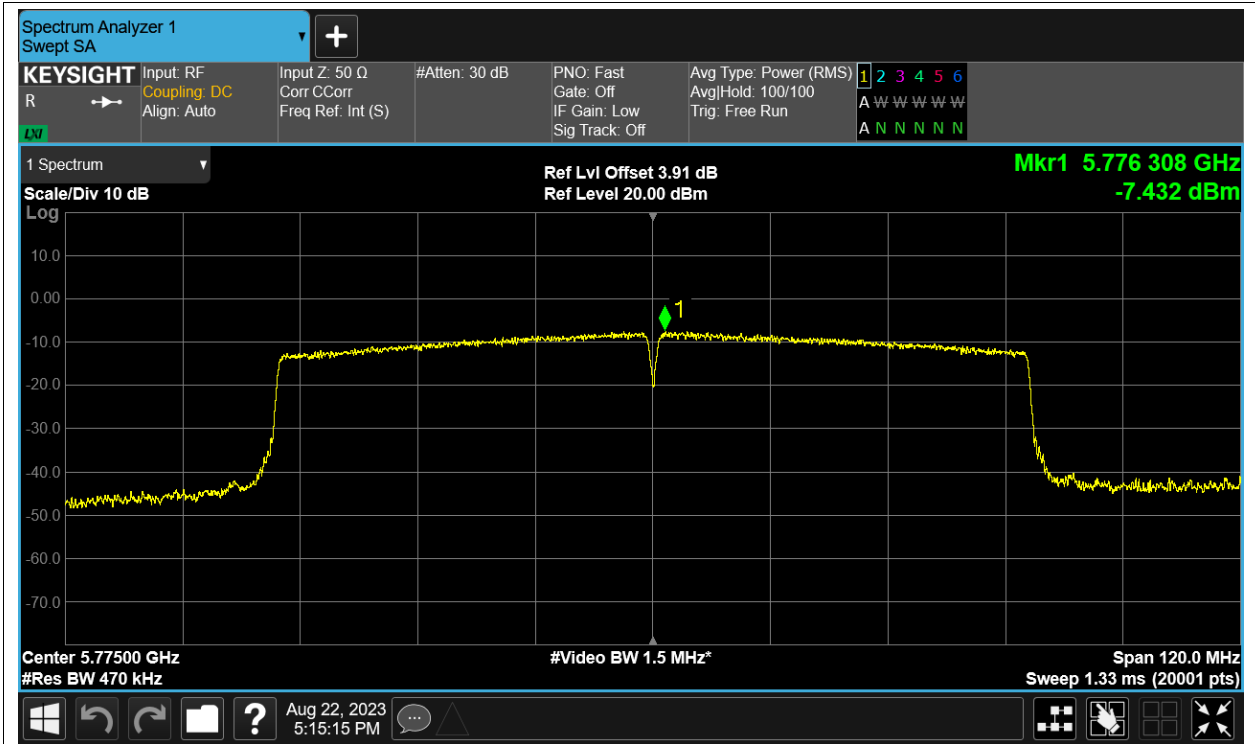 Spectrum Analyzer 1
Swept SA
KEYSIGHT
R
LXI
Input: RF
Coupling: DC
Align: Auto
Input Z: 50 Ω
Corr CCorr
Freq Ref: Int (S)
#Atten: 30 dB
PNO: Fast
Gate: Off
IF Gain: Low
Sig Track: Off
Avg Type: Power (RMS)
Avg|Hold: 100/100
Trig: Free Run
1 2 3 4 5 6
A W W W W W
A N N N N N
1 Spectrum
Scale/Div 10 dB
Log
Ref Lvl Offset 3.91 dB
Ref Level 20.00 dBm
Mkr1 5.776 308 GHz
-7.432 dBm
10.0
0.00
1
-10.0
-20.0
-30.0
-40.0
-50.0
-60.0
-70.0
Center 5.77500 GHz
#Res BW 470 kHz
#Video BW 1.5 MHz*
Span 120.0 MHz
Sweep 1.33 ms (20001 pts)
?
Aug 22, 2023
5:15:15 PM